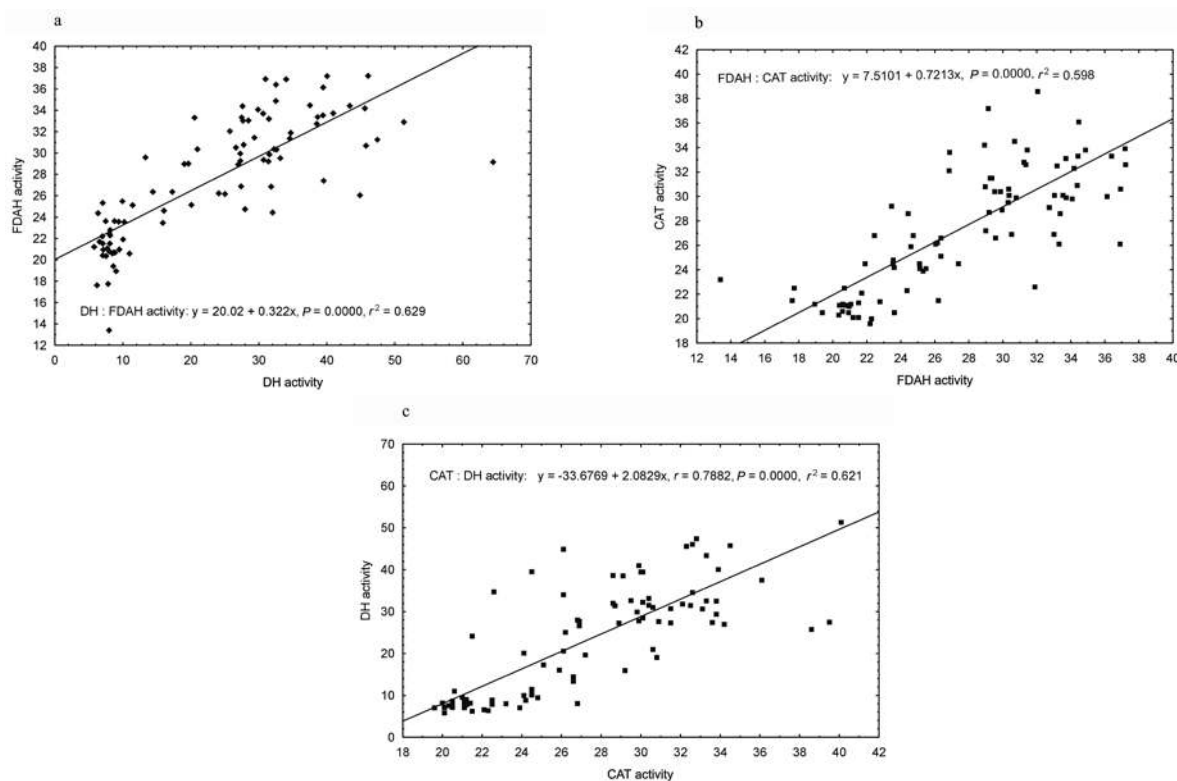 a
40
38
36
34
32
30
28
26
24
22
20
18
16
14
12
FDAH activity
DH : FDAH activity: y = 20.02 + 0.322x, P = 0.0000, r² = 0.629
0 10 20 30 40 50 60 70
DH activity
b
42
40
38
36
34
32
30
28
26
24
22
20
18
CAT activity
FDAH : CAT activity: y = 7.5101 + 0.7213x, P = 0.0000, r² = 0.598
12 14 16 18 20 22 24 26 28 30 32 34 36 38 40
FDAH activity
c
70
60
50
40
30
20
10
0
DH activity
CAT : DH activity: y = -33.6769 + 2.0829x, r = 0.7882, P = 0.0000, r² = 0.621
18 20 22 24 26 28 30 32 34 36 38 40 42
CAT activity